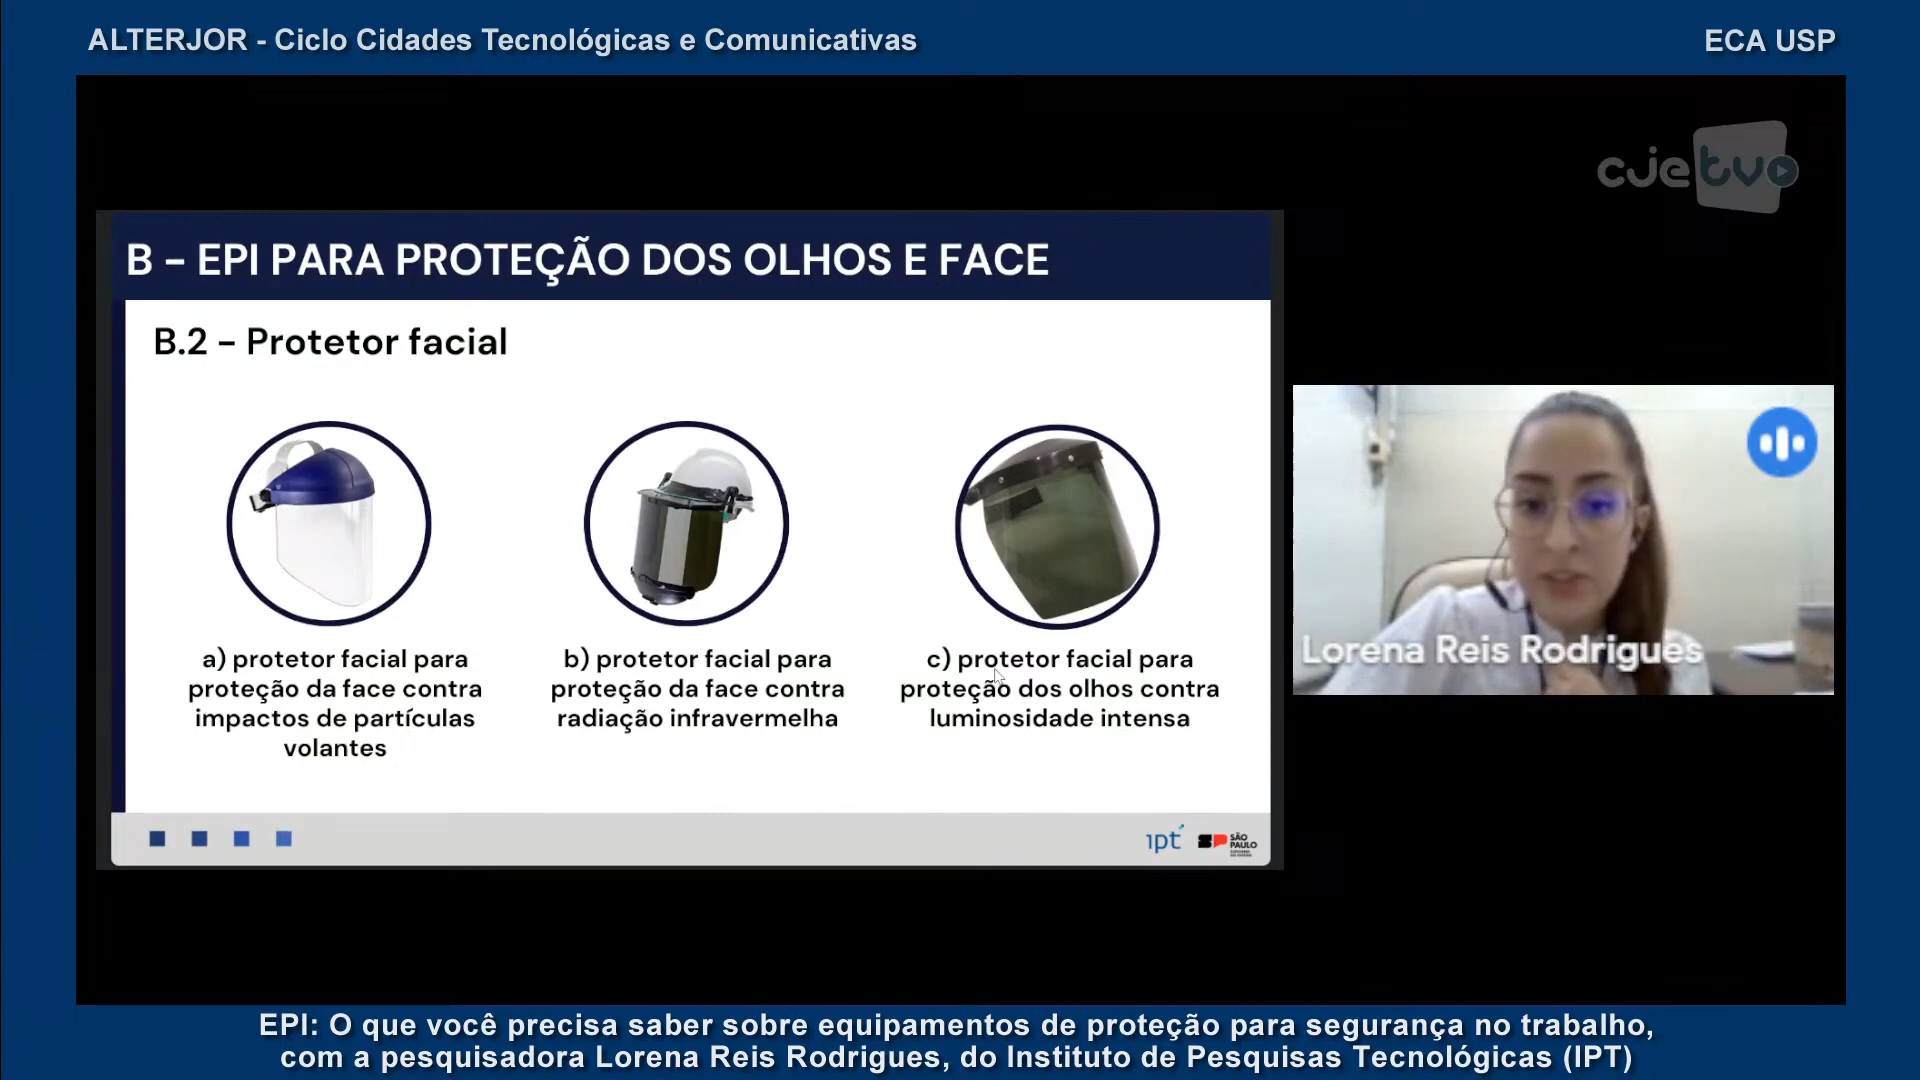 ALTERJOR - Ciclo Cidades Tecnológicas e Comunicativas
ECA USP
cjetv
B – EPI PARA PROTEÇÃO DOS OLHOS E FACE
B.2 – Protetor facial
a) protetor facial para
proteção da face contra
impactos de partículas
volantes
b) protetor facial para
proteção da face contra
radiação infravermelha
c) protetor facial para
proteção dos olhos contra
luminosidade intensa
Lorena Reis Rodrigues
ipt
SP
SÃO
PAULO
EPI: O que você precisa saber sobre equipamentos de proteção para segurança no trabalho,
com a pesquisadora Lorena Reis Rodrigues, do Instituto de Pesquisas Tecnológicas (IPT)